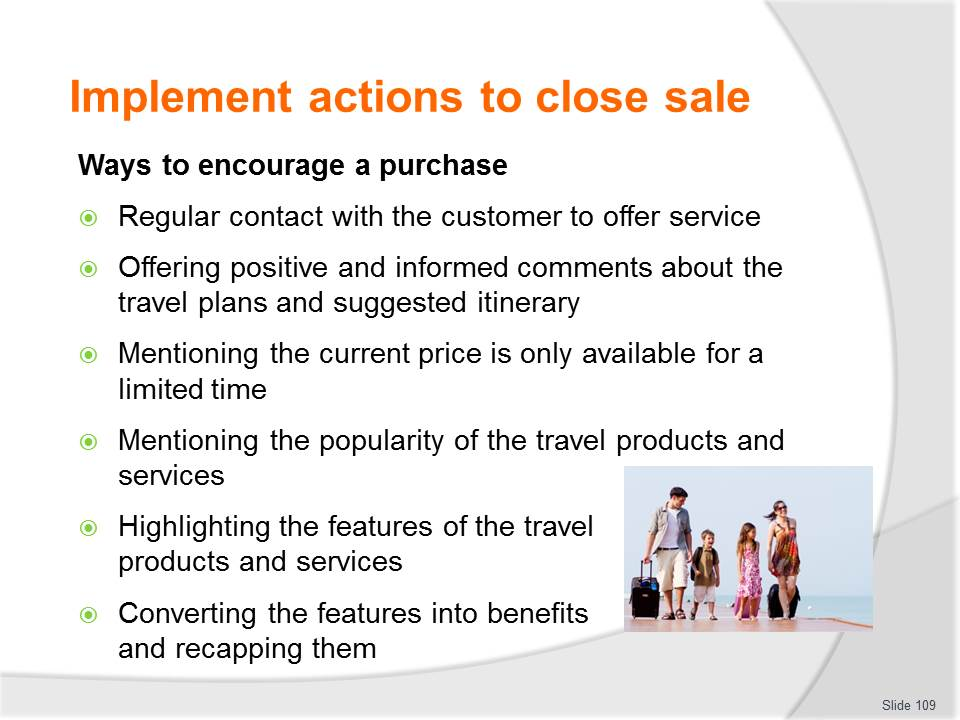 Implement actions to close sale
Ways to encourage a purchase
Regular contact with the customer to offer service
Offering positive and informed comments about the
travel plans and suggested itinerary
Mentioning the current price is only available for a
limited time
Mentioning the popularity of the travel products and
services
Highlighting the features of the travel
products and services
Converting the features into benefits
and recapping them
Slide 109